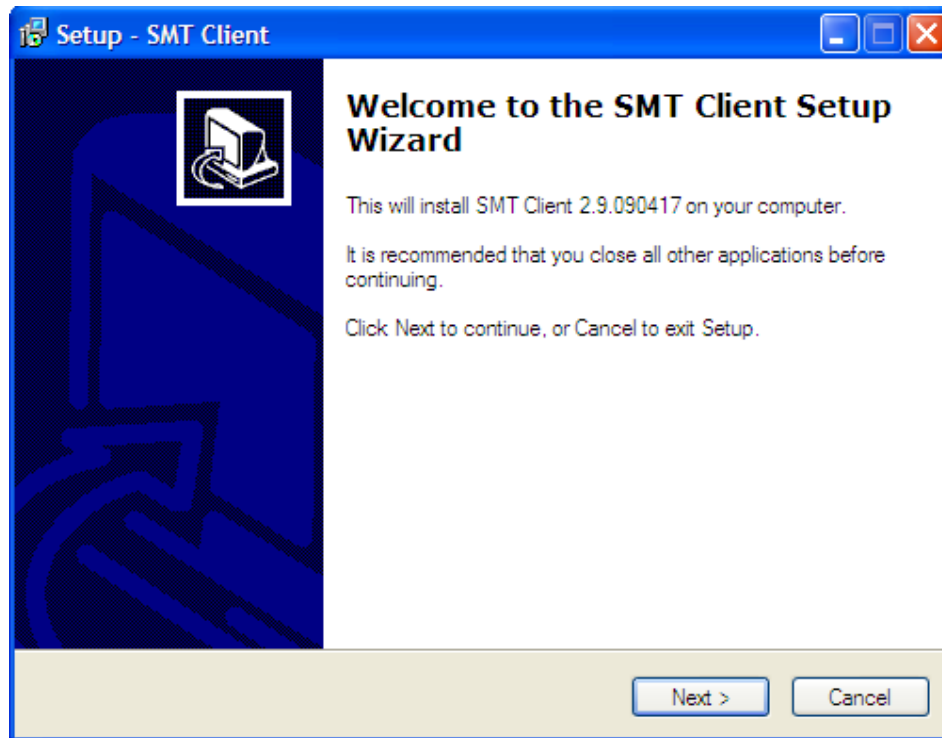 Setup - SMT Client
Welcome to the SMT Client Setup
Wizard
This will install SMT Client 2.9.090417 on your computer.
It is recommended that you close all other applications before
continuing.
Click Next to continue, or Cancel to exit Setup.
Next >
Cancel